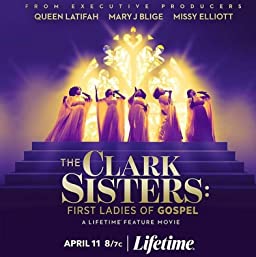 FROM EXECUTIVE PRODUCERS
QUEEN LATIFAH MARY J BLIGE MISSY ELLIOTT
THE CLARK
SISTERS:
FIRST LADIES OF GOSPEL
A LIFETIME FEATURE MOVIE
APRIL 11 8/7c Lifetime